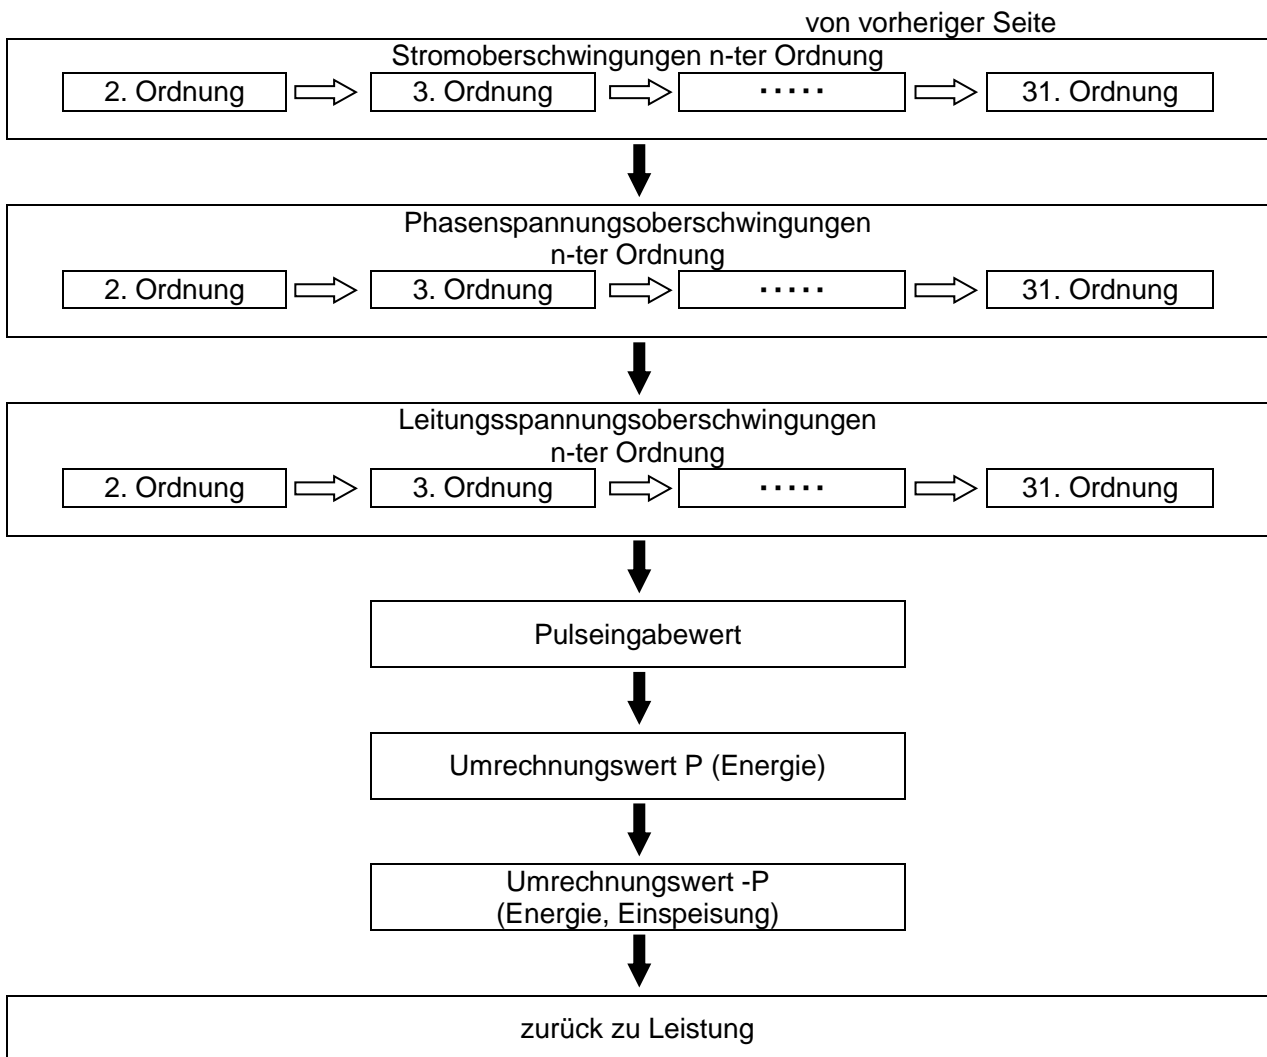 von vorheriger Seite
Stromoberschwingungen n-ter Ordnung
2. Ordnung 3. Ordnung ..... 31. Ordnung
Phasenspannungsoberschwingungen
n-ter Ordnung
2. Ordnung 3. Ordnung ..... 31. Ordnung
Leitungsspannungsoberschwingungen
n-ter Ordnung
2. Ordnung 3. Ordnung ..... 31. Ordnung
Pulseingabewert
Umrechnungswert P (Energie)
Umrechnungswert -P
(Energie, Einspeisung)
zurück zu Leistung